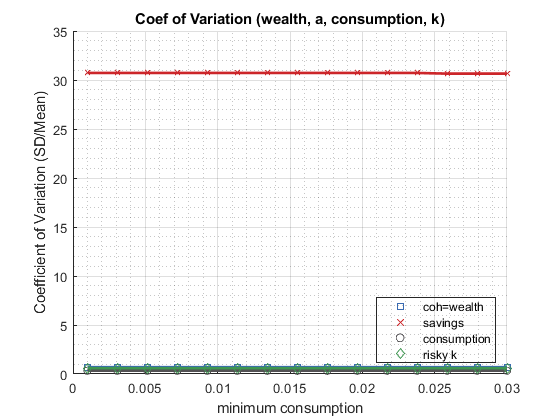 Coef of Variation (wealth, a, consumption, k)
Coefficient of Variation (SD/Mean)
35
30
25
20
15
10
5
0
coh=wealth
savings
consumption
risky k
0 0.005 0.01 0.015 0.02 0.025 0.03
minimum consumption